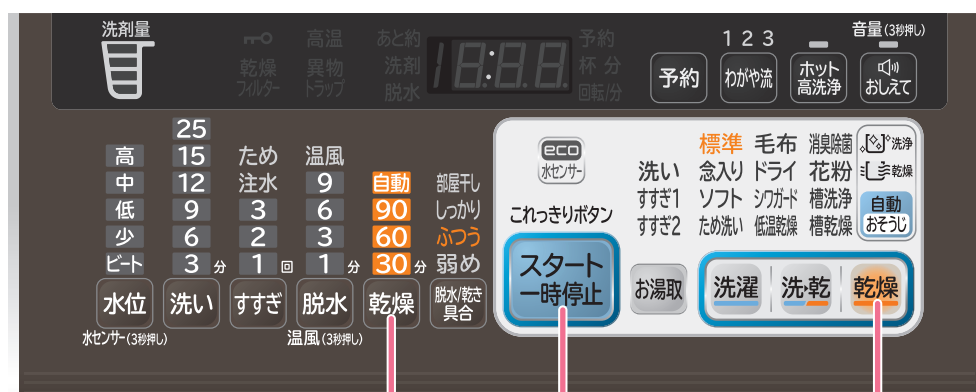 洗剤量
高温 あと約 予約
乾燥 異物 洗剤 18:8.8. 杯 分
フィルター トラップ 脱水 回転/分
1 2 3 音量(3秒押し)
予約 わがや流 ホット おしえて
高洗浄
25
高 15 ため 温風
中 12 注水 9 自動 部屋干し
低 9 3 6 90 しっかり
少 6 2 3 60 ふつう
ビート 3 分 1 回 1 分 30 分 弱め
水位 洗い すすぎ 脱水 乾燥 脱水/乾き
具合
水センサー(3秒押し) 温風(3秒押し)
eco
水センサー
これっきりボタン
スタート
一時停止
標準 毛布 消臭除菌 洗浄
洗い 念入り ドライ 花粉 乾燥
すすぎ1 ソフト シワガード 槽洗浄 自動
すすぎ2 ため洗い 低温乾燥 槽乾燥 おそうじ
お湯取 洗濯 洗・乾 乾燥